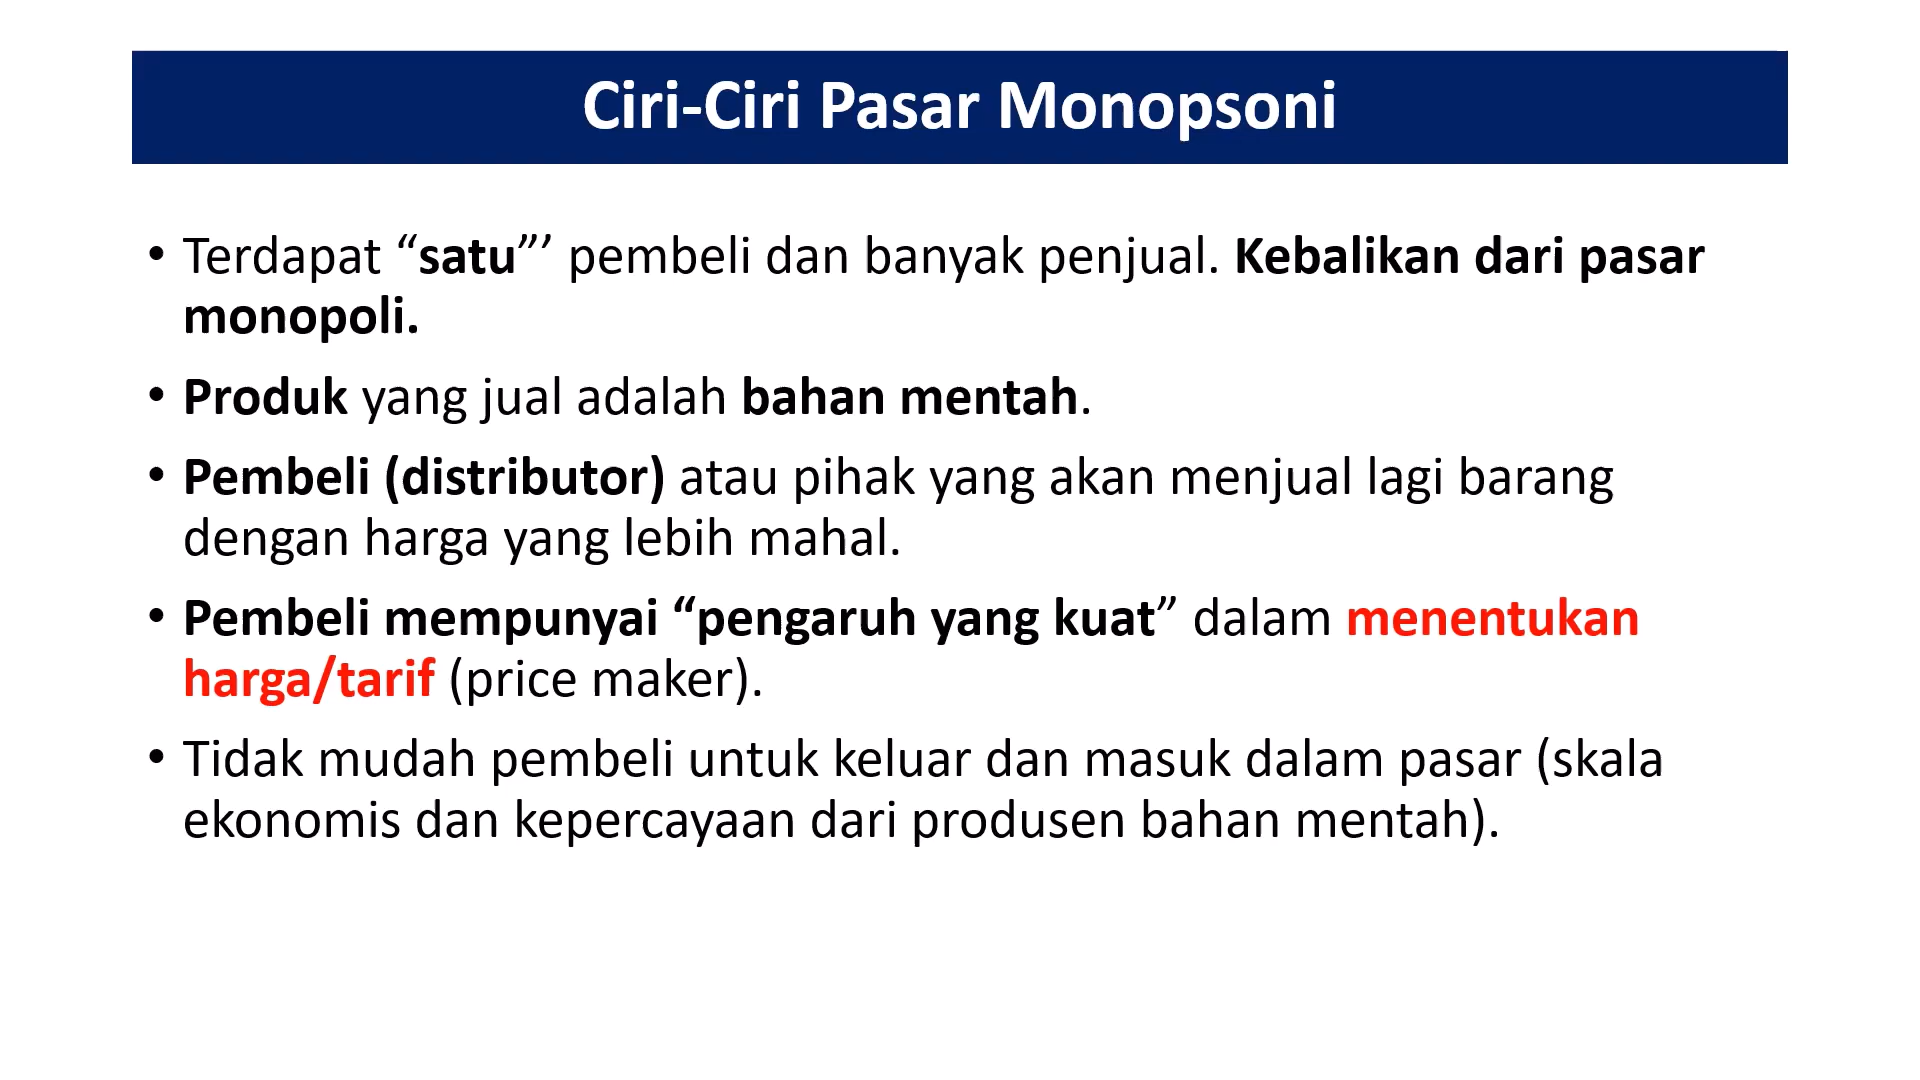 Ciri-Ciri Pasar Monopsoni
• Terdapat “satu”’ pembeli dan banyak penjual. Kebalikan dari pasar
monopoli.
• Produk yang jual adalah bahan mentah.
• Pembeli (distributor) atau pihak yang akan menjual lagi barang
dengan harga yang lebih mahal.
• Pembeli mempunyai “pengaruh yang kuat” dalam menentukan
harga/tarif (price maker).
• Tidak mudah pembeli untuk keluar dan masuk dalam pasar (skala
ekonomis dan kepercayaan dari produsen bahan mentah).